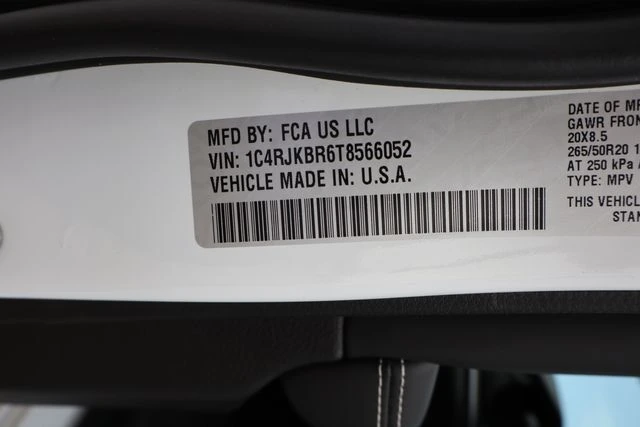 MFD BY: FCA US LLC
VIN: 1C4RJKBR6T8566052
VEHICLE MADE IN: U.S.A.
DATE OF
GAWR FRON
20X8.5
265/50R20 1
AT 250 kPa
TYPE: MPV
THIS VEHICL
STAN